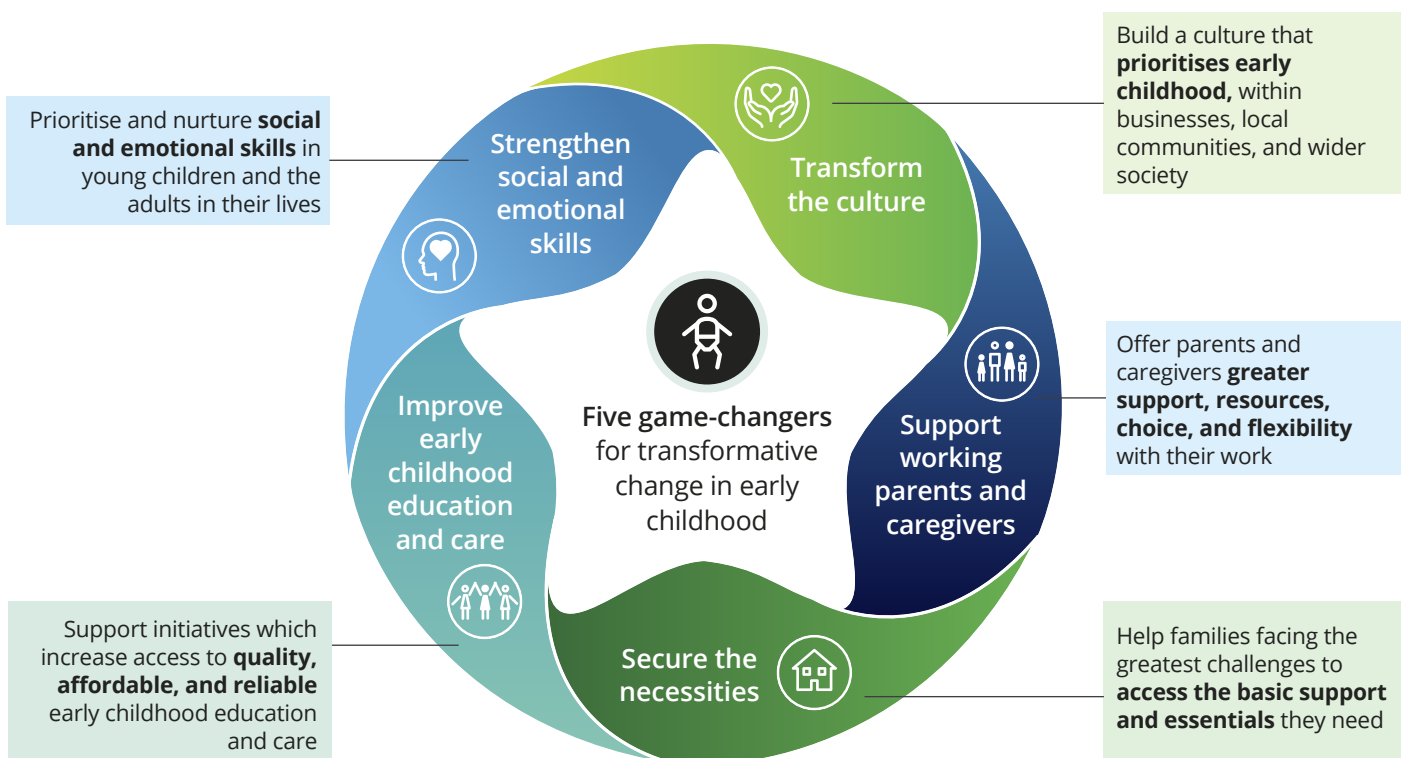 Build a culture that
prioritises early
childhood, within
businesses, local
communities, and wider
society
Prioritise and nurture social
and emotional skills in
young children and the
adults in their lives
Strengthen
social and
emotional
skills
Transform
the culture
Offer parents and
caregivers greater
support, resources,
choice, and flexibility
with their work
Improve
early
childhood
education
and care
Five game-changers
for transformative
change in early
childhood
Support
working
parents and
caregivers
Support initiatives which
increase access to quality,
affordable, and reliable
early childhood education
and care
Secure the
necessities
Help families facing the
greatest challenges to
access the basic support
and essentials they need